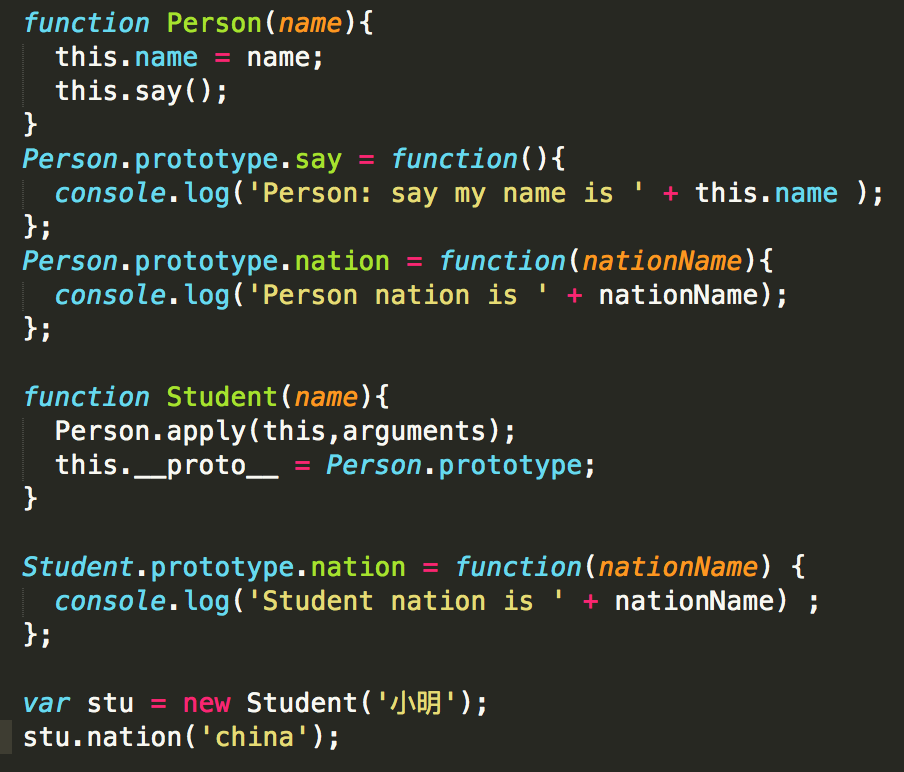 function Person(name){
  this.name = name;
  this.say();
}
Person.prototype.say = function(){
  console.log('Person: say my name is ' + this.name );
};
Person.prototype.nation = function(nationName){
  console.log('Person nation is ' + nationName);
};

function Student(name){
  Person.apply(this,arguments);
  this.__proto__ = Person.prototype;
}

Student.prototype.nation = function(nationName) {
  console.log('Student nation is ' + nationName) ;
};

var stu = new Student('小明');
stu.nation('china');